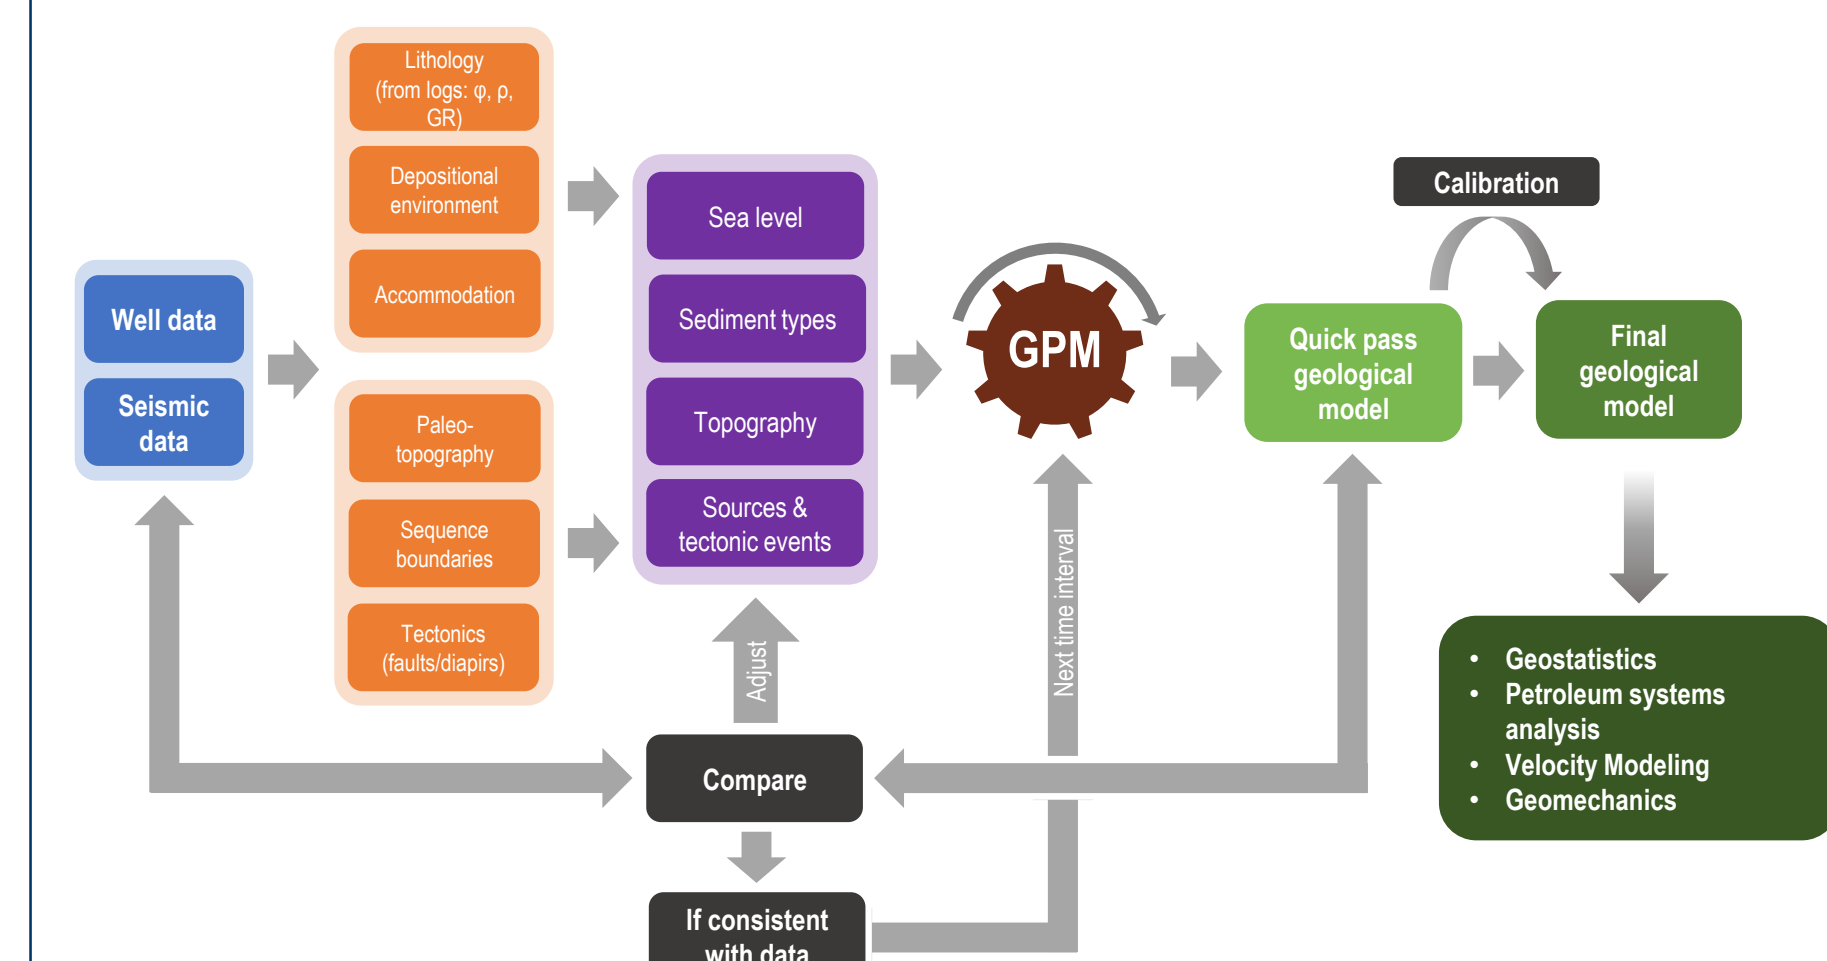 Well data
Seismic
data
Lithology
(from logs: φ, ρ,
GR)
Depositional
environment
Accommodation
Paleo-
topography
Sequence
boundaries
Tectonics
(faults/diapirs)
Sea level
Sediment types
Topography
Sources &
tectonic events
Adjust
Compare
If consistent
with data
GPM
Next time interval
Quick pass
geological
model
Calibration
Final
geological
model
• Geostatistics
• Petroleum systems
analysis
• Velocity Modeling
• Geomechanics